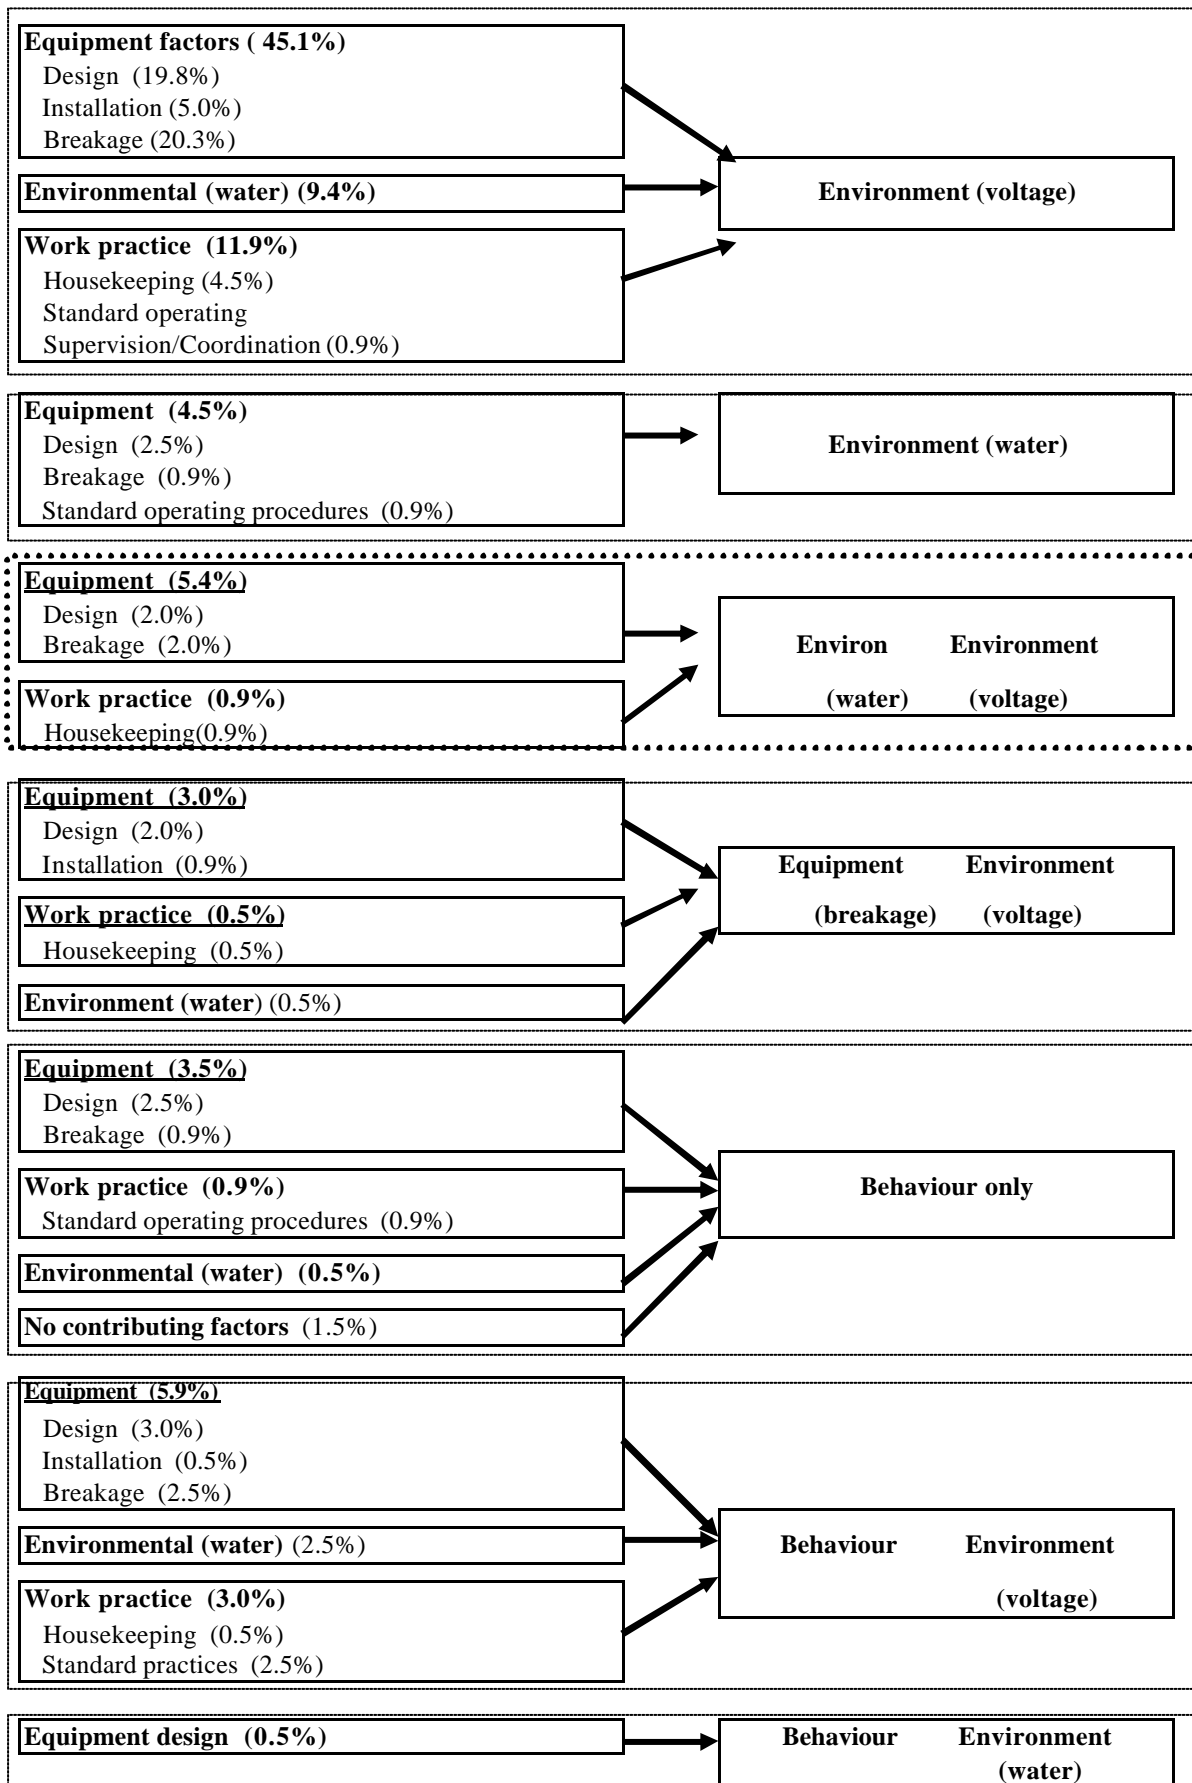 Equipment factors ( 45.1%)
Design (19.8%)
Installation (5.0%)
Breakage (20.3%)
Environmental (water) (9.4%)
Environment (voltage)
Work practice (11.9%)
Housekeeping (4.5%)
Standard operating
Supervision/Coordination (0.9%)
Equipment (4.5%)
Design (2.5%)
Breakage (0.9%)
Standard operating procedures (0.9%)
Environment (water)
Equipment (5.4%)
Design (2.0%)
Breakage (2.0%)
Work practice (0.9%)
Housekeeping(0.9%)
Environ Environment
(water) (voltage)
Equipment (3.0%)
Design (2.0%)
Installation (0.9%)
Work practice (0.5%)
Housekeeping (0.5%)
Environment (water) (0.5%)
Equipment Environment
(breakage) (voltage)
Equipment (3.5%)
Design (2.5%)
Breakage (0.9%)
Work practice (0.9%)
Standard operating procedures (0.9%)
Environmental (water) (0.5%)
No contributing factors (1.5%)
Behaviour only
Equipment (5.9%)
Design (3.0%)
Installation (0.5%)
Breakage (2.5%)
Environmental (water) (2.5%)
Work practice (3.0%)
Housekeeping (0.5%)
Standard practices (2.5%)
Behaviour Environment
(voltage)
Equipment design (0.5%)
Behaviour Environment
(water)